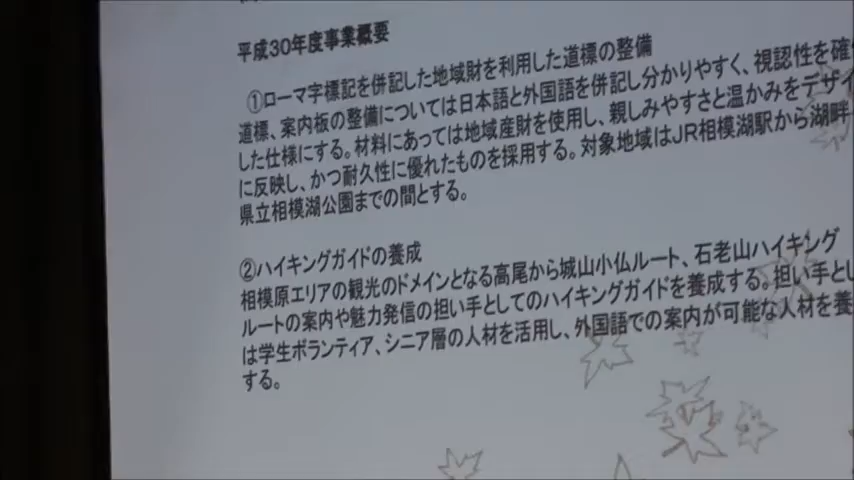 平成30年度事業概要
①ローマ字標記を併記した地域財を利用した道標の整備
道標、案内板の整備については日本語と外国語を併記し分かりやすく、視認性を確
した仕様にする。材料にあっては地域産財を使用し、親しみやすさと温かみをデザイ
に反映し、かつ耐久性に優れたものを採用する。対象地域はJR相模湖駅から湖畔
県立相模湖公園までの間とする。
②ハイキングガイドの養成
相模原エリアの観光のドメインとなる高尾から城山小仏ルート、石老山ハイキング
ルートの案内や魅力発信の担い手としてのハイキングガイドを養成する。担い手とし
は学生ボランティア、シニア層の人材を活用し、外国語での案内が可能な人材を養
する。